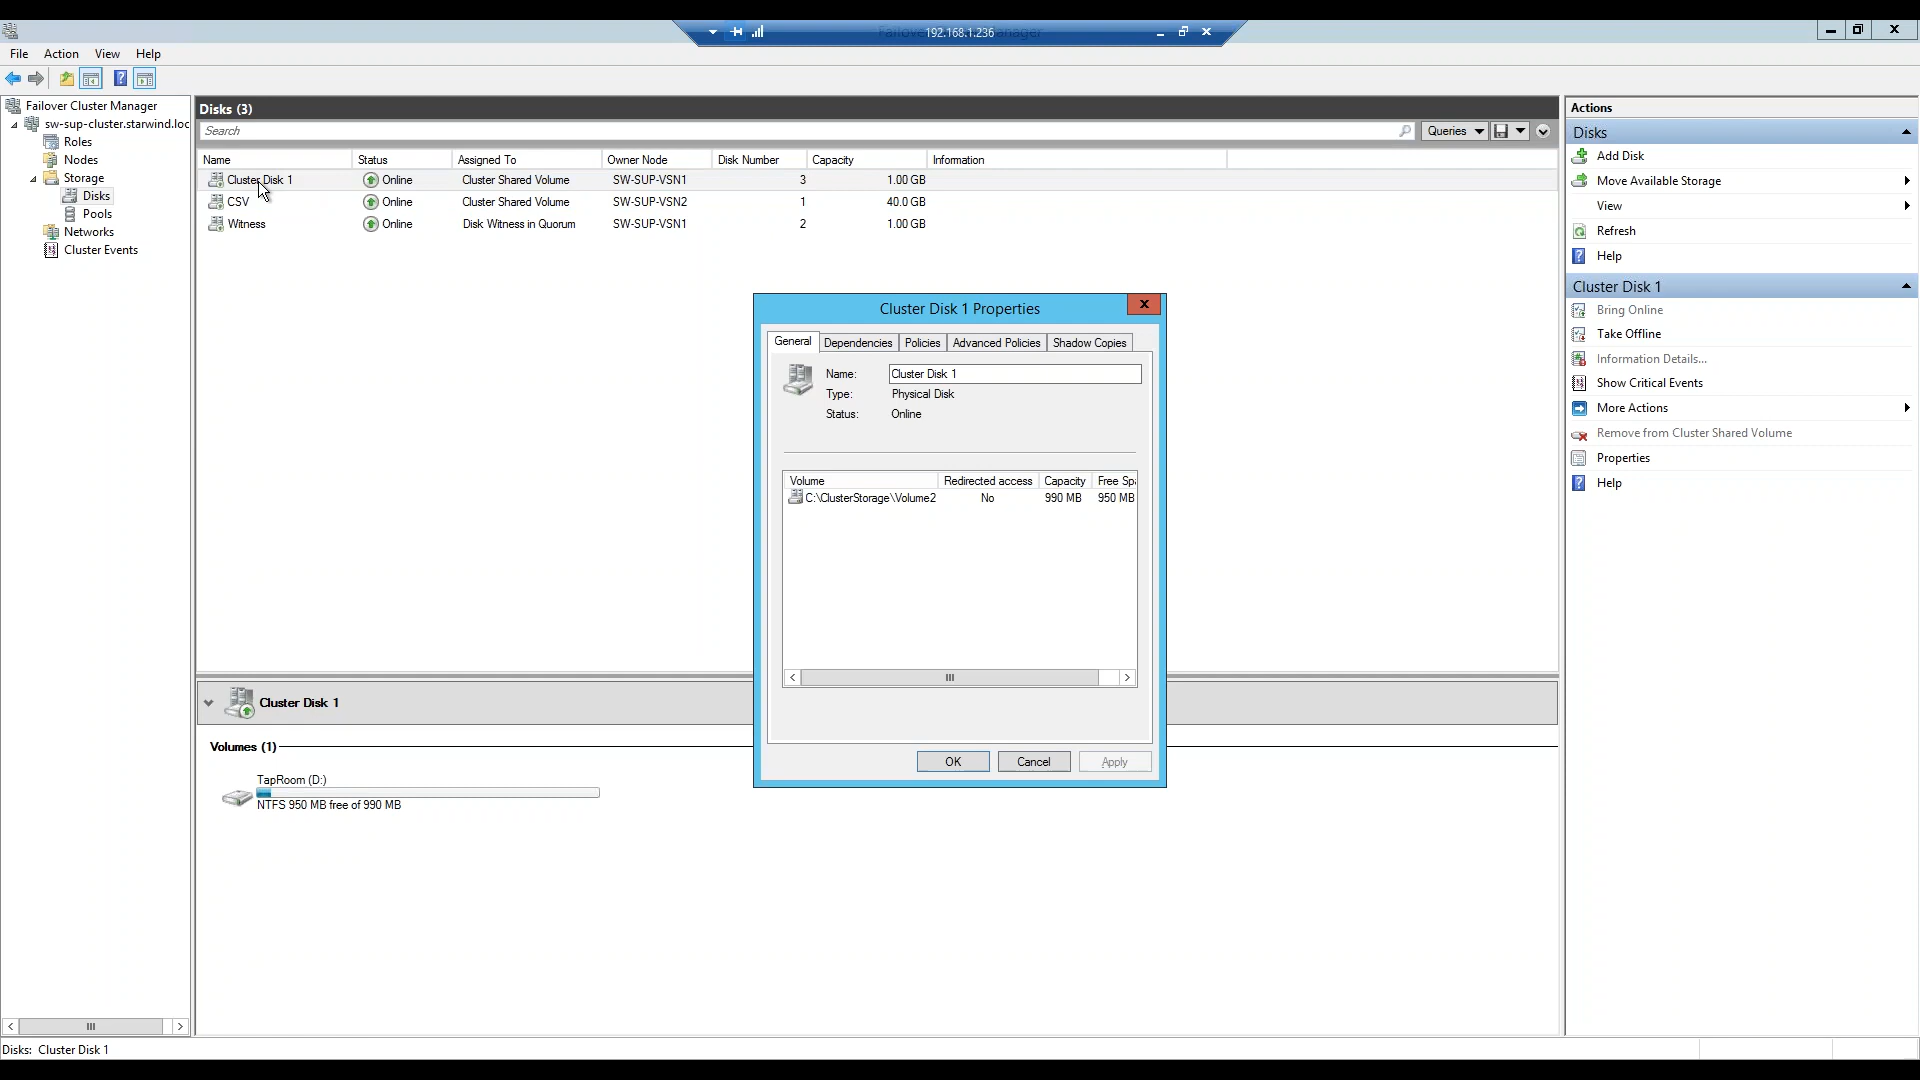 192.168.1.236
File Action View Help
Failover Cluster Manager
sw-sup-cluster.starwind.loc
Roles
Nodes
Storage
Disks
Pools
Networks
Cluster Events
Disks (3)
Search
Queries
Name Status Assigned To Owner Node Disk Number Capacity Information
Cluster Disk 1 Online Cluster Shared Volume SW-SUP-VSN1 3 1.00 GB
CSV Online Cluster Shared Volume SW-SUP-VSN2 1 40.0 GB
Witness Online Disk Witness in Quorum SW-SUP-VSN1 2 1.00 GB
Cluster Disk 1 Properties
General Dependencies Policies Advanced Policies Shadow Copies
Name: Cluster Disk 1
Type: Physical Disk
Status: Online
Volume Redirected access Capacity Free Sp
C:\ClusterStorage\Volume2 No 990 MB 950 MB
OK Cancel Apply
Cluster Disk 1
Volumes (1)
TapRoom (D:)
NTFS 950 MB free of 990 MB
Actions
Disks
Add Disk
Move Available Storage
View
Refresh
Help
Cluster Disk 1
Bring Online
Take Offline
Information Details...
Show Critical Events
More Actions
Remove from Cluster Shared Volume
Properties
Help
Disks: Cluster Disk 1